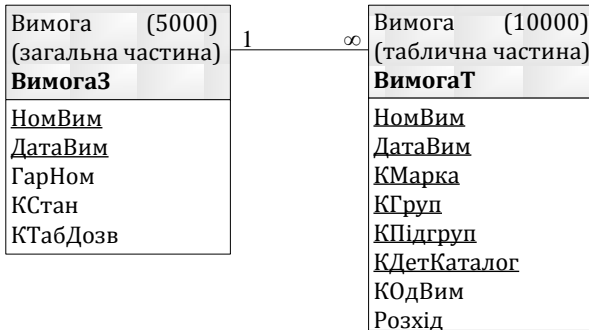 Вимога (5000)
(загальна частина)
ВимогаЗ
НомВим
ДатаВим
ГарНом
КСтан
КТабДозв
1 ∞
Вимога (10000)
(таблична частина)
ВимогаТ
НомВим
ДатаВим
КМарка
КГруп
КПідгруп
КДетКаталог
КОдВим
Розхід